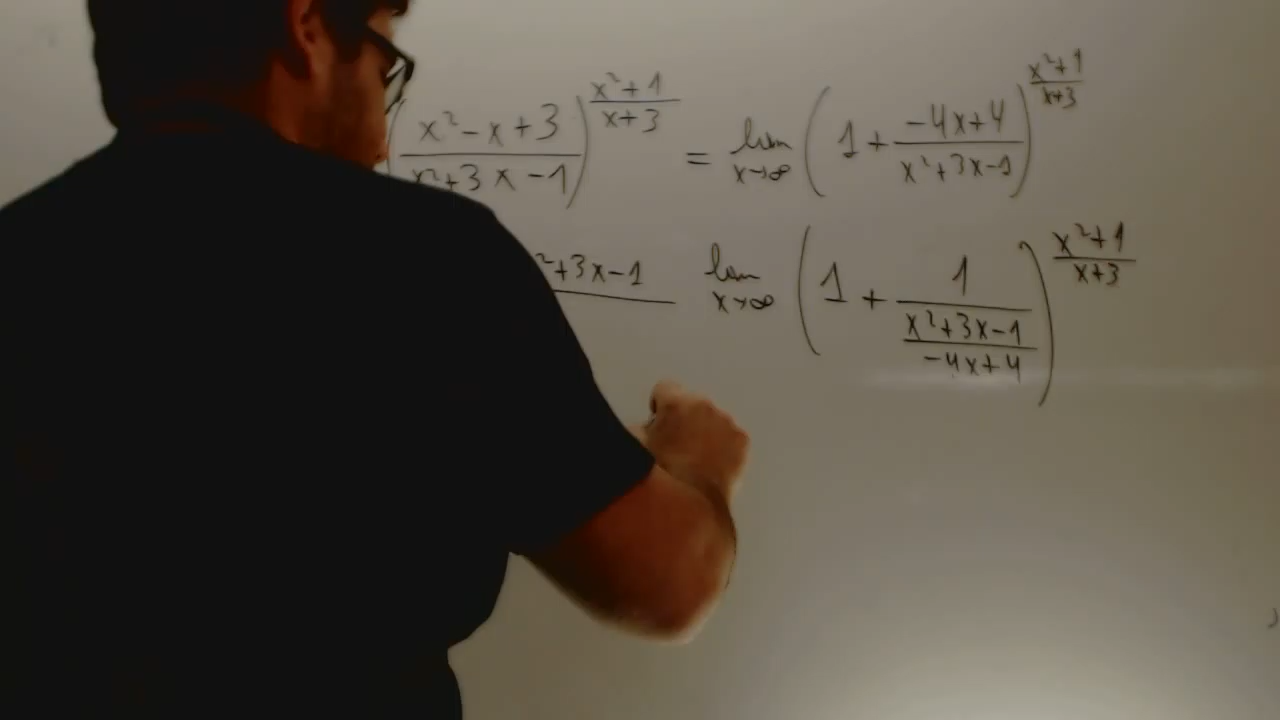 (x²-x+3 / x²+3x-1)^(x²+1 / x+3) = lim x→∞ (1 + -4x+4 / x²+3x-1)^(x²+1 / x+3)
²+3x-1 lim x→∞ (1 + 1 / (x²+3x-1 / -4x+4))^(x²+1 / x+3)